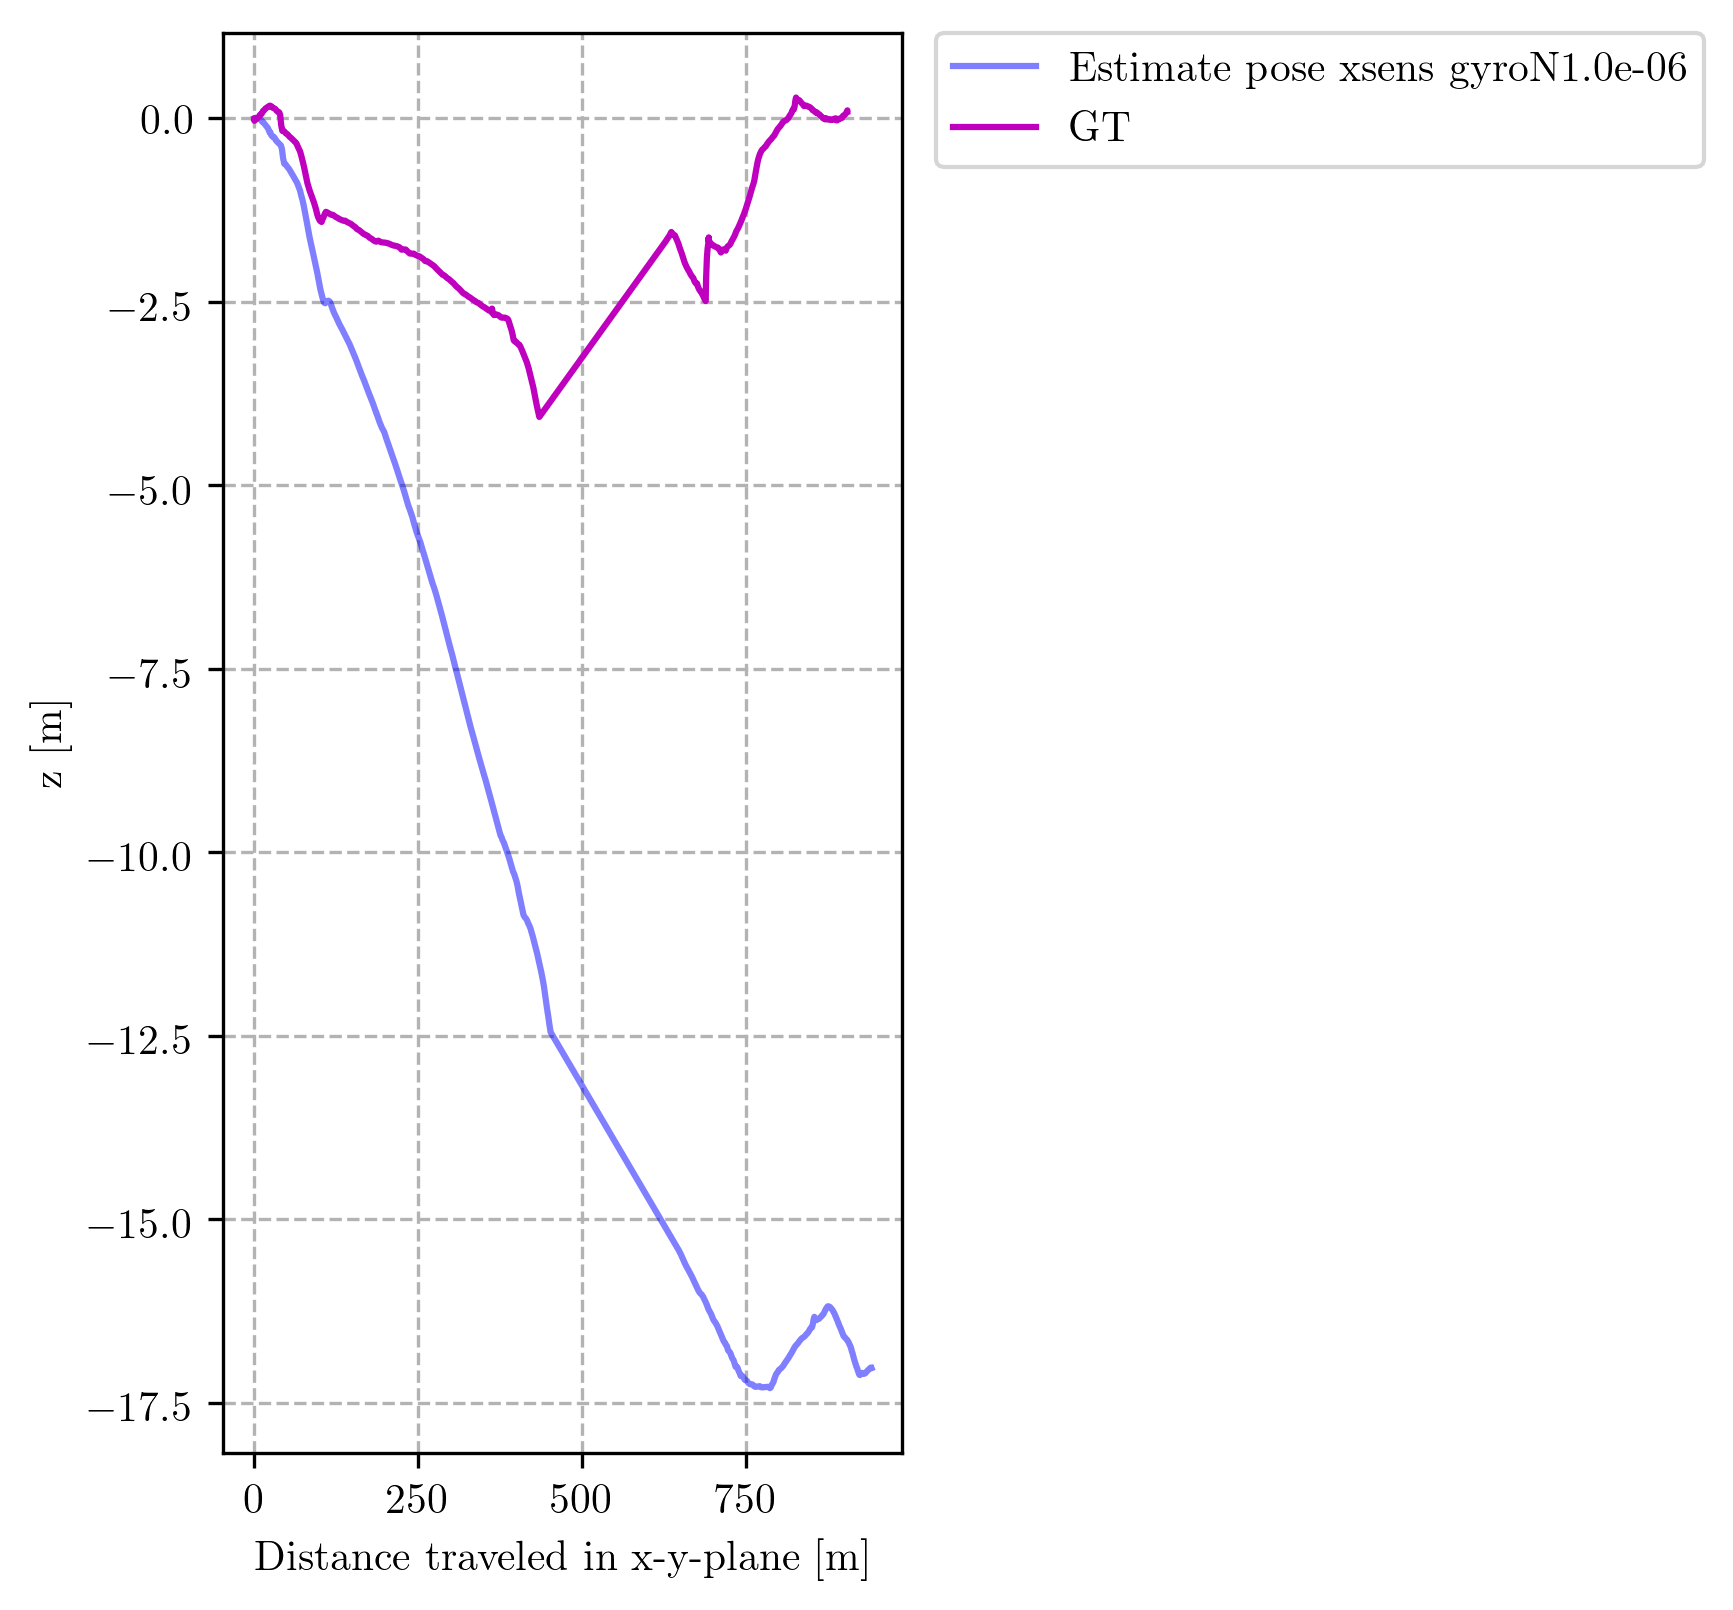 Estimate pose xsens gyroN1.0e-06
GT
0.0
−2.5
−5.0
−7.5
−10.0
−12.5
−15.0
−17.5
z [m]
0 250 500 750
Distance traveled in x-y-plane [m]